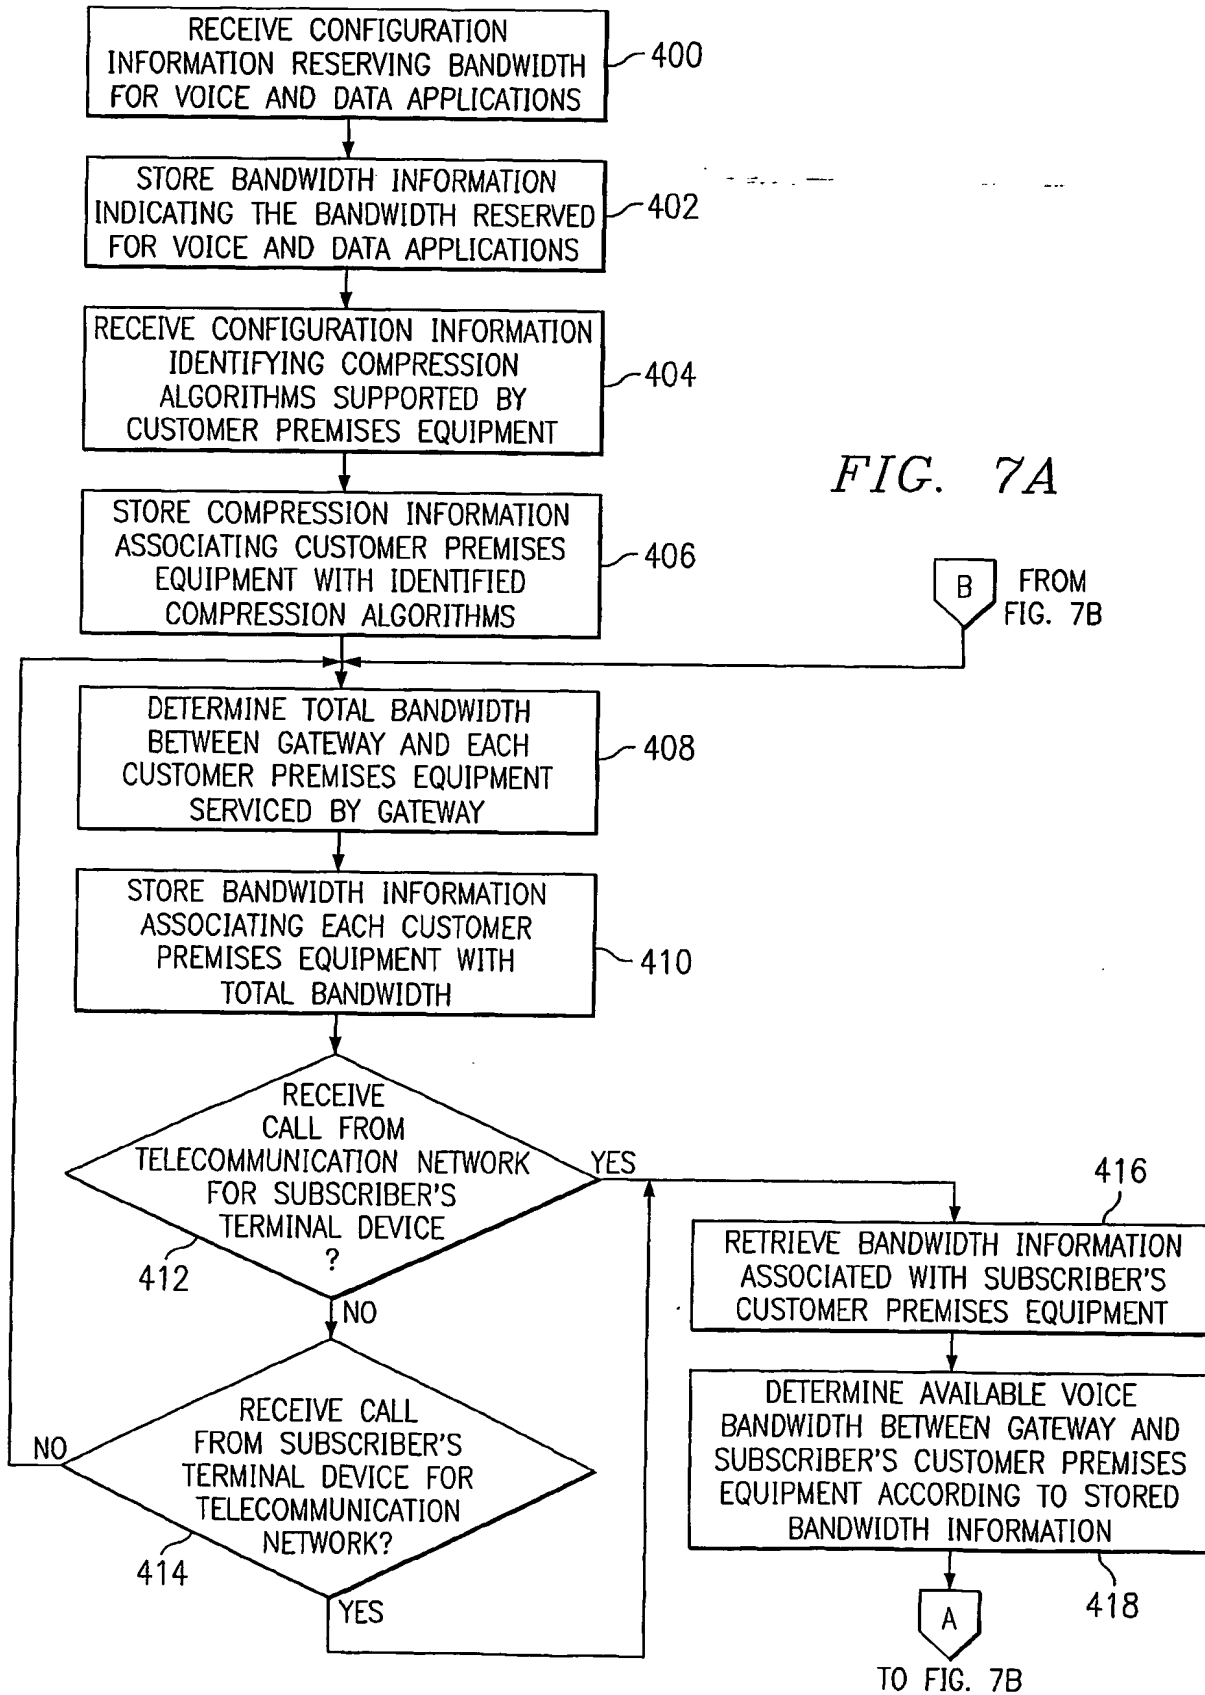 RECEIVE CONFIGURATION
INFORMATION RESERVING BANDWIDTH
FOR VOICE AND DATA APPLICATIONS
400
STORE BANDWIDTH INFORMATION
INDICATING THE BANDWIDTH RESERVED
FOR VOICE AND DATA APPLICATIONS
402
RECEIVE CONFIGURATION INFORMATION
IDENTIFYING COMPRESSION
ALGORITHMS SUPPORTED BY
CUSTOMER PREMISES EQUIPMENT
404
FIG. 7A
STORE COMPRESSION INFORMATION
ASSOCIATING CUSTOMER PREMISES
EQUIPMENT WITH IDENTIFIED
COMPRESSION ALGORITHMS
406
B
FROM
FIG. 7B
DETERMINE TOTAL BANDWIDTH
BETWEEN GATEWAY AND EACH
CUSTOMER PREMISES EQUIPMENT
SERVICED BY GATEWAY
408
STORE BANDWIDTH INFORMATION
ASSOCIATING EACH CUSTOMER
PREMISES EQUIPMENT WITH
TOTAL BANDWIDTH
410
RECEIVE
CALL FROM
TELECOMMUNICATION NETWORK
FOR SUBSCRIBER'S
TERMINAL DEVICE
?
412
YES
NO
RECEIVE CALL
FROM SUBSCRIBER'S
TERMINAL DEVICE FOR
TELECOMMUNICATION
NETWORK?
414
NO
YES
416
RETRIEVE BANDWIDTH INFORMATION
ASSOCIATED WITH SUBSCRIBER'S
CUSTOMER PREMISES EQUIPMENT
DETERMINE AVAILABLE VOICE
BANDWIDTH BETWEEN GATEWAY AND
SUBSCRIBER'S CUSTOMER PREMISES
EQUIPMENT ACCORDING TO STORED
BANDWIDTH INFORMATION
418
A
TO FIG. 7B